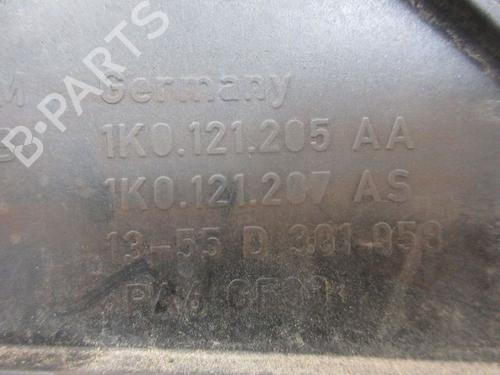 B-PARTS
Germany
1K0.121.205 AA
1K0.121.207 AS
13-55 D 301-958